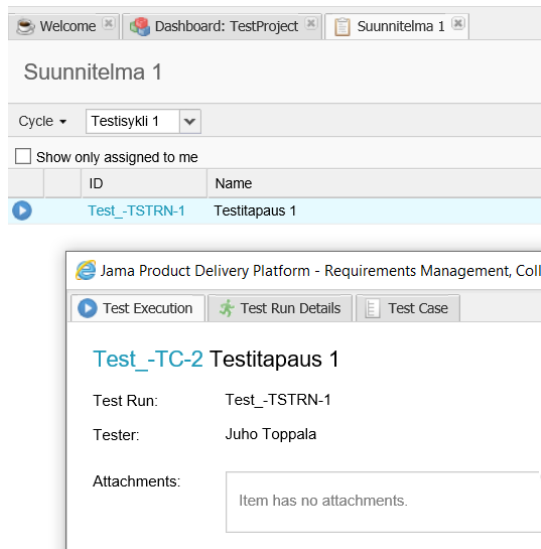 Welcome Dashboard: TestProject Suunnitelma 1
Suunnitelma 1
Cycle Testisykli 1
Show only assigned to me
ID Name
Test_-TSTRN-1 Testitapaus 1
Jama Product Delivery Platform - Requirements Management, Coll
Test Execution Test Run Details Test Case
Test_-TC-2 Testitapaus 1
Test Run: Test_-TSTRN-1
Tester: Juho Toppala
Attachments:
Item has no attachments.